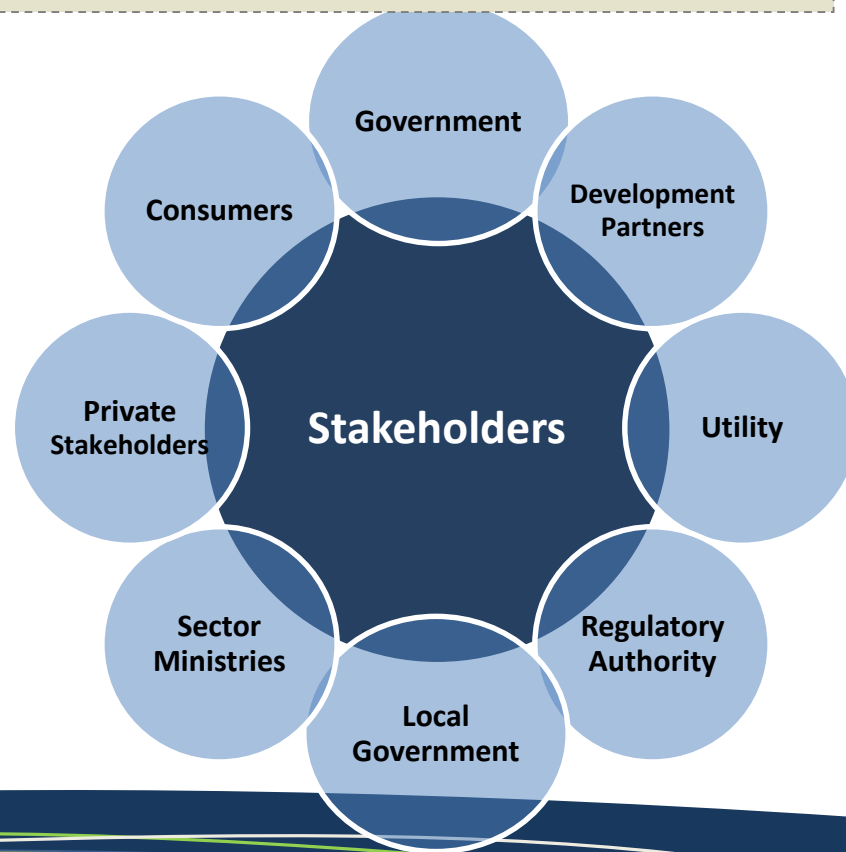 Government
Development
Partners
Consumers
Utility
Stakeholders
Private
Stakeholders
Regulatory
Authority
Sector
Ministries
Local
Government